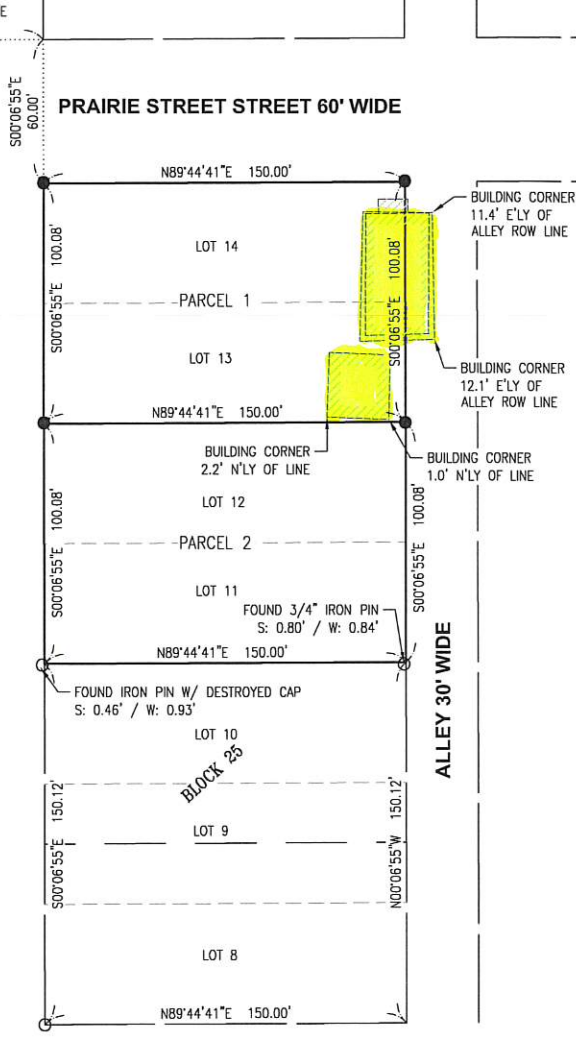 E
S00°06'55"E
60.00'
PRAIRIE STREET STREET 60' WIDE
N89°44'41"E 150.00'
BUILDING CORNER
11.4' E'LY OF
ALLEY ROW LINE
LOT 14
S00°06'55"E 100.08'
S00°06'55"E 100.08'
PARCEL 1
LOT 13
BUILDING CORNER
12.1' E'LY OF
ALLEY ROW LINE
N89°44'41"E 150.00'
BUILDING CORNER
2.2' N'LY OF LINE
BUILDING CORNER
1.0' N'LY OF LINE
LOT 12
S00°06'55"E 100.08'
S00°06'55"E 100.08'
PARCEL 2
LOT 11
FOUND 3/4" IRON PIN
S: 0.80' / W: 0.84'
N89°44'41"E 150.00'
ALLEY 30' WIDE
FOUND IRON PIN W/ DESTROYED CAP
S: 0.46' / W: 0.93'
LOT 10
BLOCK 25
S00°06'55"E 150.12'
N00°06'55"W 150.12'
LOT 9
LOT 8
N89°44'41"E 150.00'